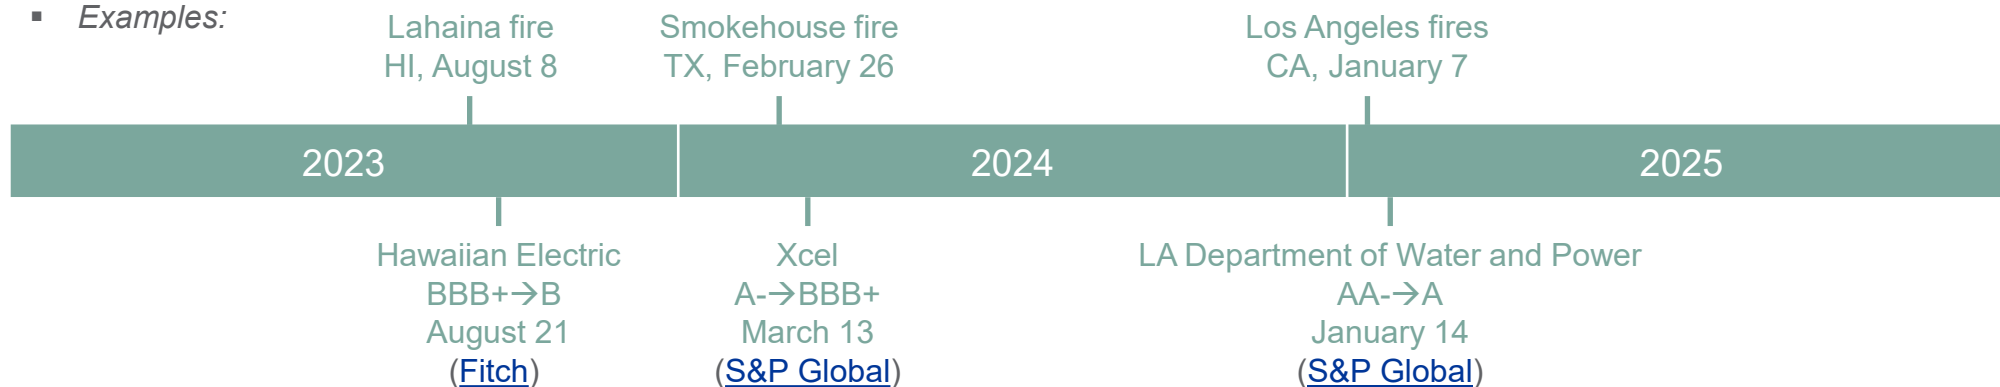 ▪ Examples:
Lahaina fire
HI, August 8
Smokehouse fire
TX, February 26
Los Angeles fires
CA, January 7
2023
2024
2025
Hawaiian Electric
BBB+→B
August 21
(Fitch)
Xcel
A-→BBB+
March 13
(S&P Global)
LA Department of Water and Power
AA-→A
January 14
(S&P Global)